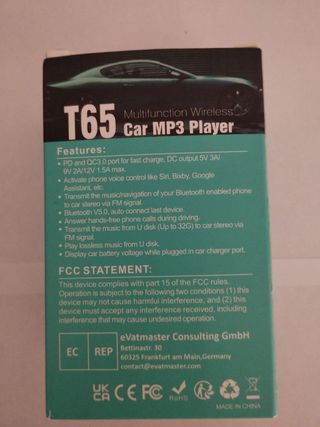 T65 Multifunction Wireless
Car MP3 Player
Features:
• PD and QC3.0 port for fast charge, DC output 5V 3A/
9V 2A/12V 1.5A max.
• Activate phone voice control like Siri, Bixby, Google
Assistant, etc.
• Transmit the music/navigation of your Bluetooth enabled phone
to car stereo via FM signal.
• Bluetooth V5.0, auto connect last device.
• Answer hands-free phone calls during driving.
• Transmit the music from U disk (Up to 32G) to car stereo via
FM signal.
• Play lossless music from U disk.
• Display car battery voltage while plugged in car charger port.
FCC STATEMENT:
This device complies with part 15 of the FCC rules.
Operation is subject to the following two conditions (1) this
device may not cause harmful interference, and (2) this
device must accept any interference received, including
interference that may cause undesired operation.
EC REP
eVatmaster Consulting GmbH
Bettinastr. 30
60325 Frankfurt am Main,Germany
contact@evatmaster.com
UK
CA CE FC RoHS
MADE IN CHINA